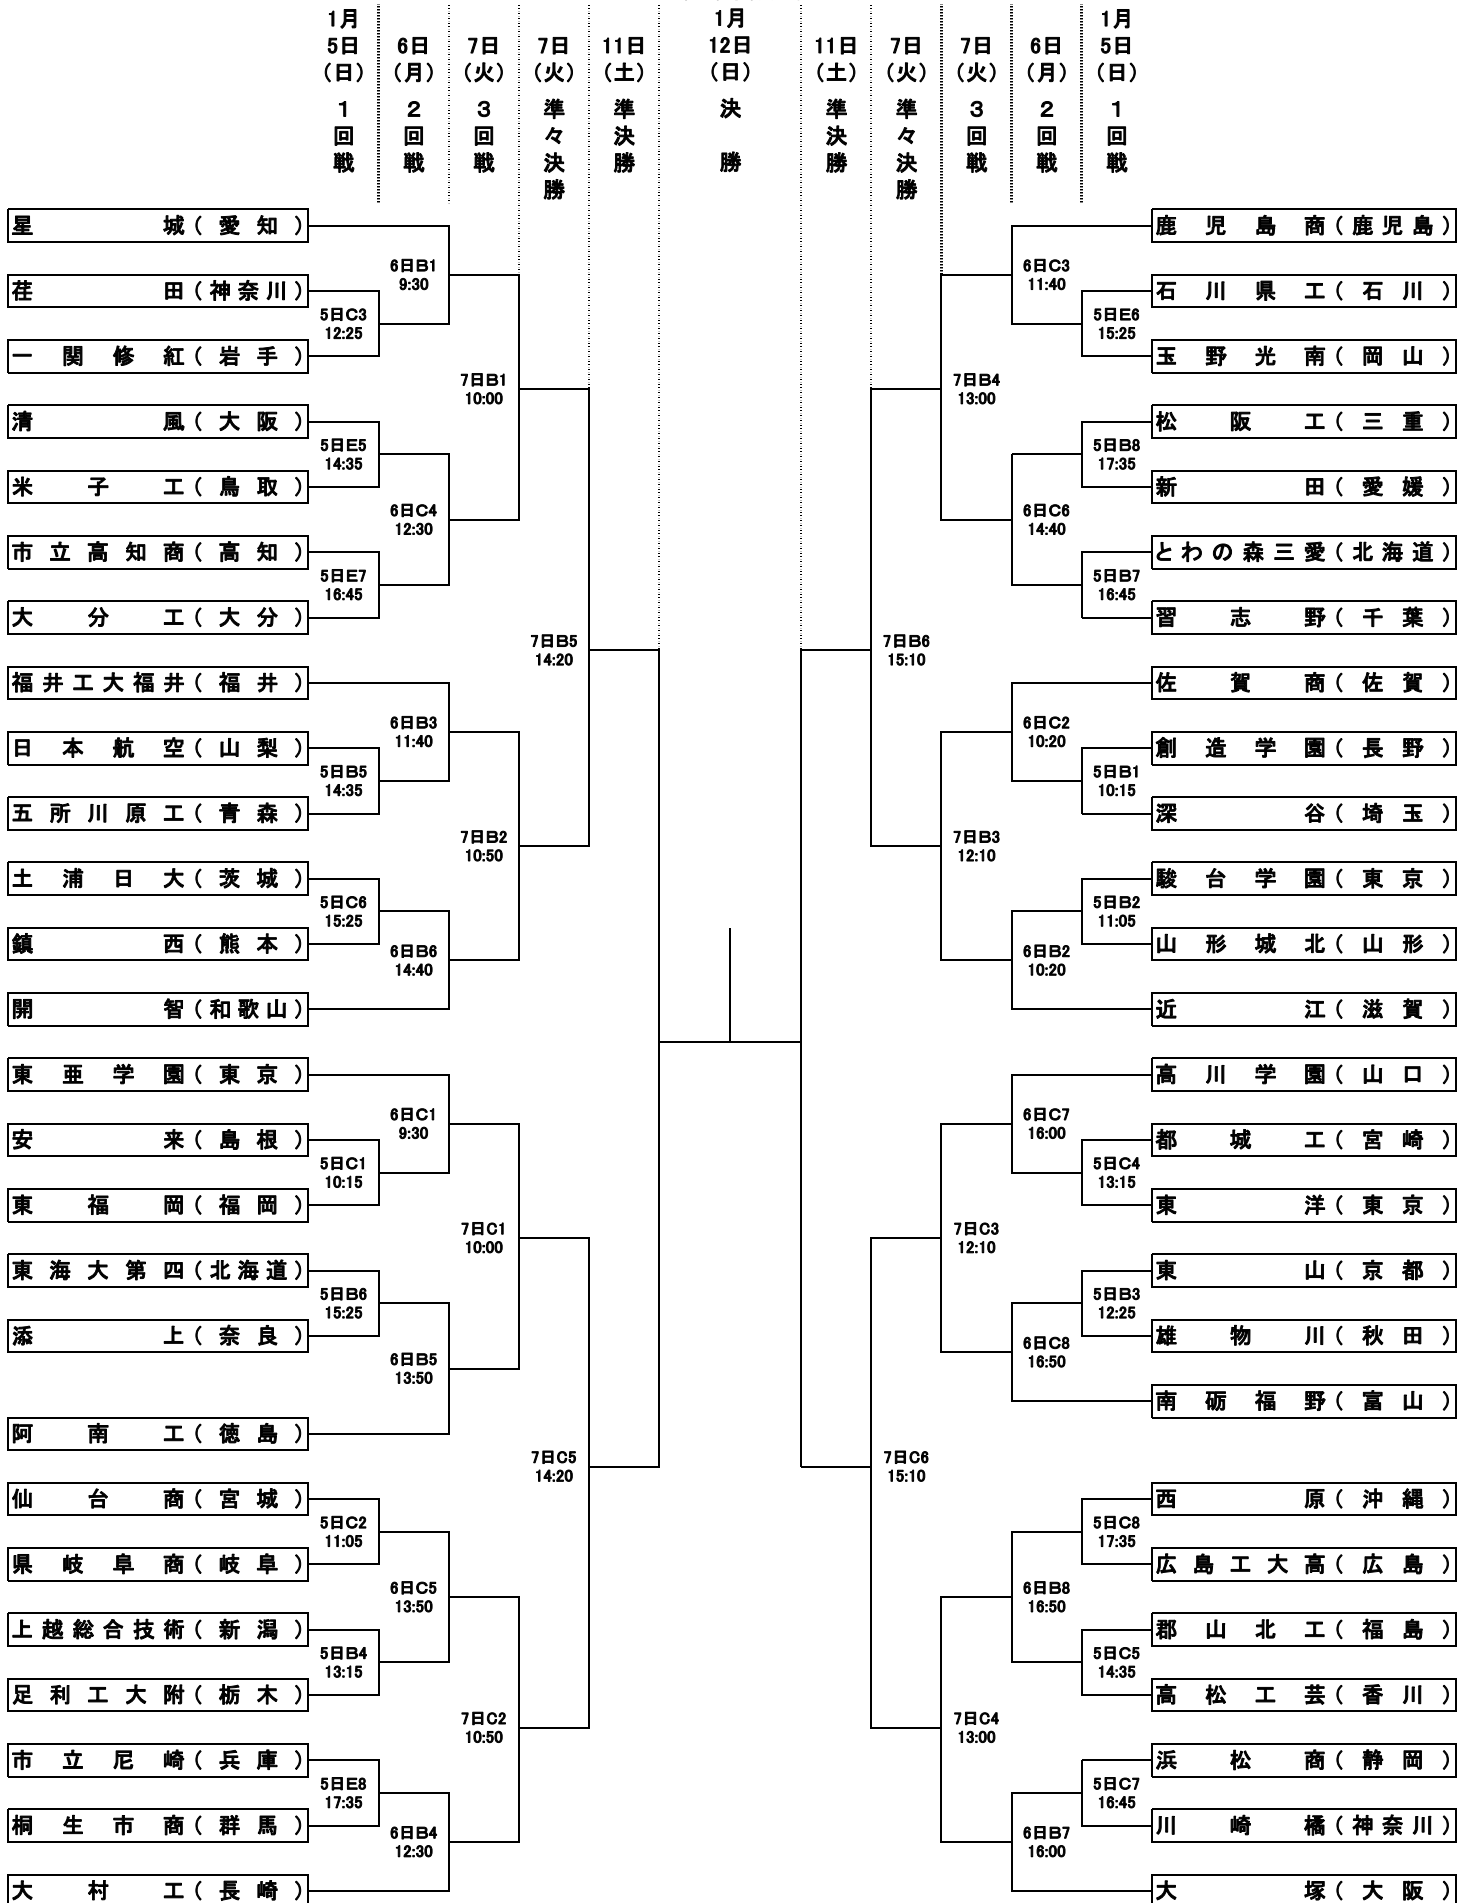 1月
5日
（日）
1回戦
6日
（月）
2回戦
7日
（火）
3回戦
7日
（火）
準々決勝
11日
（土）
準決勝
1月
12日
（日）
決勝
11日
（土）
準決勝
7日
（火）
準々決勝
7日
（火）
3回戦
6日
（月）
2回戦
1月
5日
（日）
1回戦
星城（愛知）
荏田（神奈川）
一関修紅（岩手）
清風（大阪）
米子工（鳥取）
市立高知商（高知）
大分工（大分）
福井工大福井（福井）
日本航空（山梨）
五所川原工（青森）
土浦日大（茨城）
鎮西（熊本）
開智（和歌山）
東亜学園（東京）
安来（島根）
東福岡（福岡）
東海大第四（北海道）
添上（奈良）
阿南工（徳島）
仙台商（宮城）
県岐阜商（岐阜）
上越総合技術（新潟）
足利工大附（栃木）
市立尼崎（兵庫）
桐生市商（群馬）
大村工（長崎）
5日C3
12:25
5日E5
14:35
5日E7
16:45
5日B5
14:35
5日C6
15:25
5日C1
10:15
5日B6
15:25
5日C2
11:05
5日B4
13:15
5日E8
17:35
6日B1
9:30
6日C4
12:30
6日B3
11:40
6日B6
14:40
6日C1
9:30
6日B5
13:50
6日C5
13:50
6日B4
12:30
7日B1
10:00
7日B2
10:50
7日C1
10:00
7日C2
10:50
7日B5
14:20
7日C5
14:20
7日B6
15:10
7日C6
15:10
7日B4
13:00
7日B3
12:10
7日C3
12:10
7日C4
13:00
6日C3
11:40
6日C6
14:40
6日C2
10:20
6日B2
10:20
6日C7
16:00
6日C8
16:50
6日B8
16:50
6日B7
16:00
5日E6
15:25
5日B8
17:35
5日B7
16:45
5日B1
10:15
5日B2
11:05
5日C4
13:15
5日B3
12:25
5日C8
17:35
5日C5
14:35
5日C7
16:45
鹿児島商（鹿児島）
石川県工（石川）
玉野光南（岡山）
松阪工（三重）
新田（愛媛）
とわの森三愛（北海道）
習志野（千葉）
佐賀商（佐賀）
創造学園（長野）
深谷（埼玉）
駿台学園（東京）
山形城北（山形）
近江（滋賀）
高川学園（山口）
都城工（宮崎）
東洋（東京）
東山（京都）
雄物川（秋田）
南砺福野（富山）
西原（沖縄）
広島工大高（広島）
郡山北工（福島）
高松工芸（香川）
浜松商（静岡）
川崎橘（神奈川）
大塚（大阪）